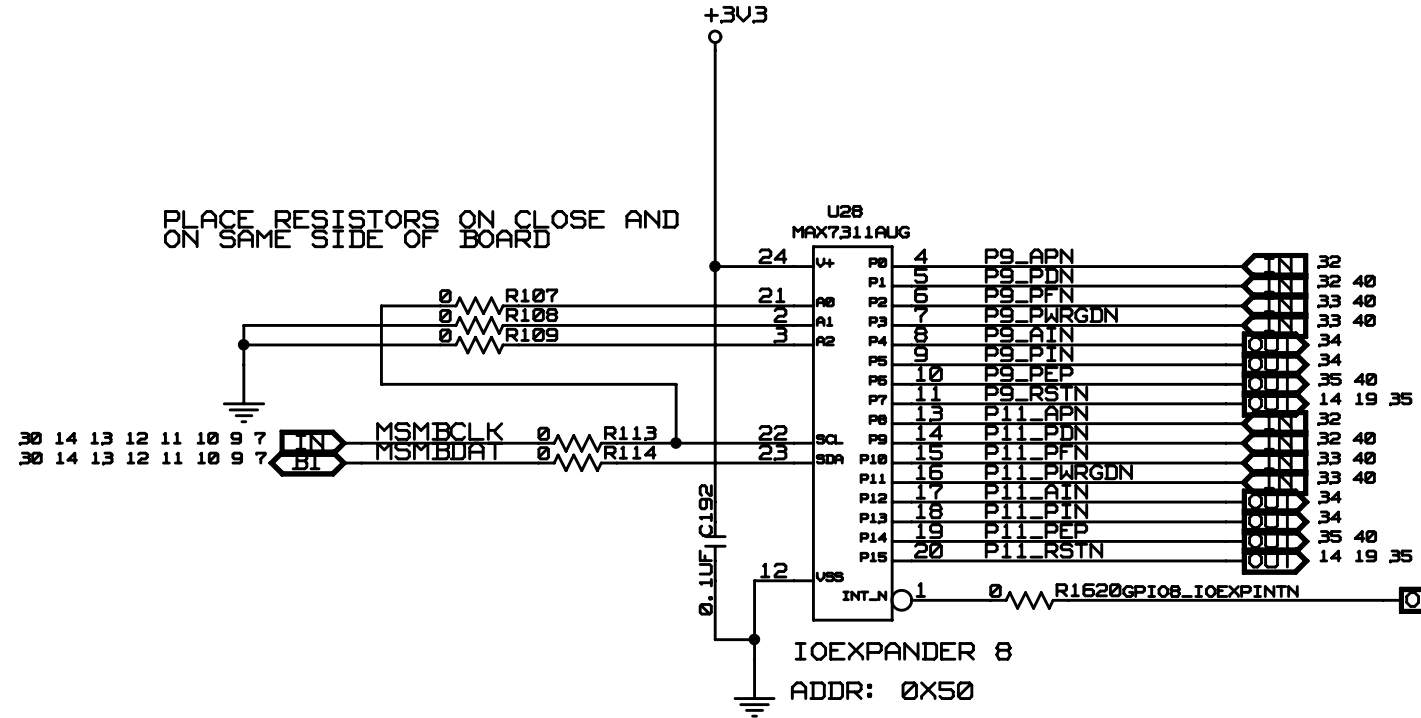 +3V3
PLACE RESISTORS ON CLOSE AND
ON SAME SIDE OF BOARD
U28
MAX7311AUG
24 V+ P0 4 P9_APN IN 32
P1 5 P9_PDN IN 32 40
21 A0 P2 6 P9_PFN IN 33 40
0 R107
2 A1 P3 7 P9_PWRGDN IN 33 40
0 R108
3 A2 P4 8 P9_AIN OUT 34
0 R109
P5 9 P9_PIN OUT 34
P6 10 P9_PEP OUT 35 40
P7 11 P9_RSTN OUT 14 19 35
P8 13 P11_APN IN 32
30 14 13 12 11 10 9 7 IN MSMBCLK 0 R113 22 SCL P9 14 P11_PDN IN 32 40
30 14 13 12 11 10 9 7 BI MSMBDAT 0 R114 23 SDA P10 15 P11_PFN IN 33 40
P11 16 P11_PWRGDN IN 33 40
P12 17 P11_AIN OUT 34
P13 18 P11_PIN OUT 34
P14 19 P11_PEP OUT 35 40
P15 20 P11_RSTN OUT 14 19 35
0.1UF C192
12 VSS
INT_N 1 0 R1620 GPIO8_IOEXPINTN
IOEXPANDER 8
ADDR: 0X50